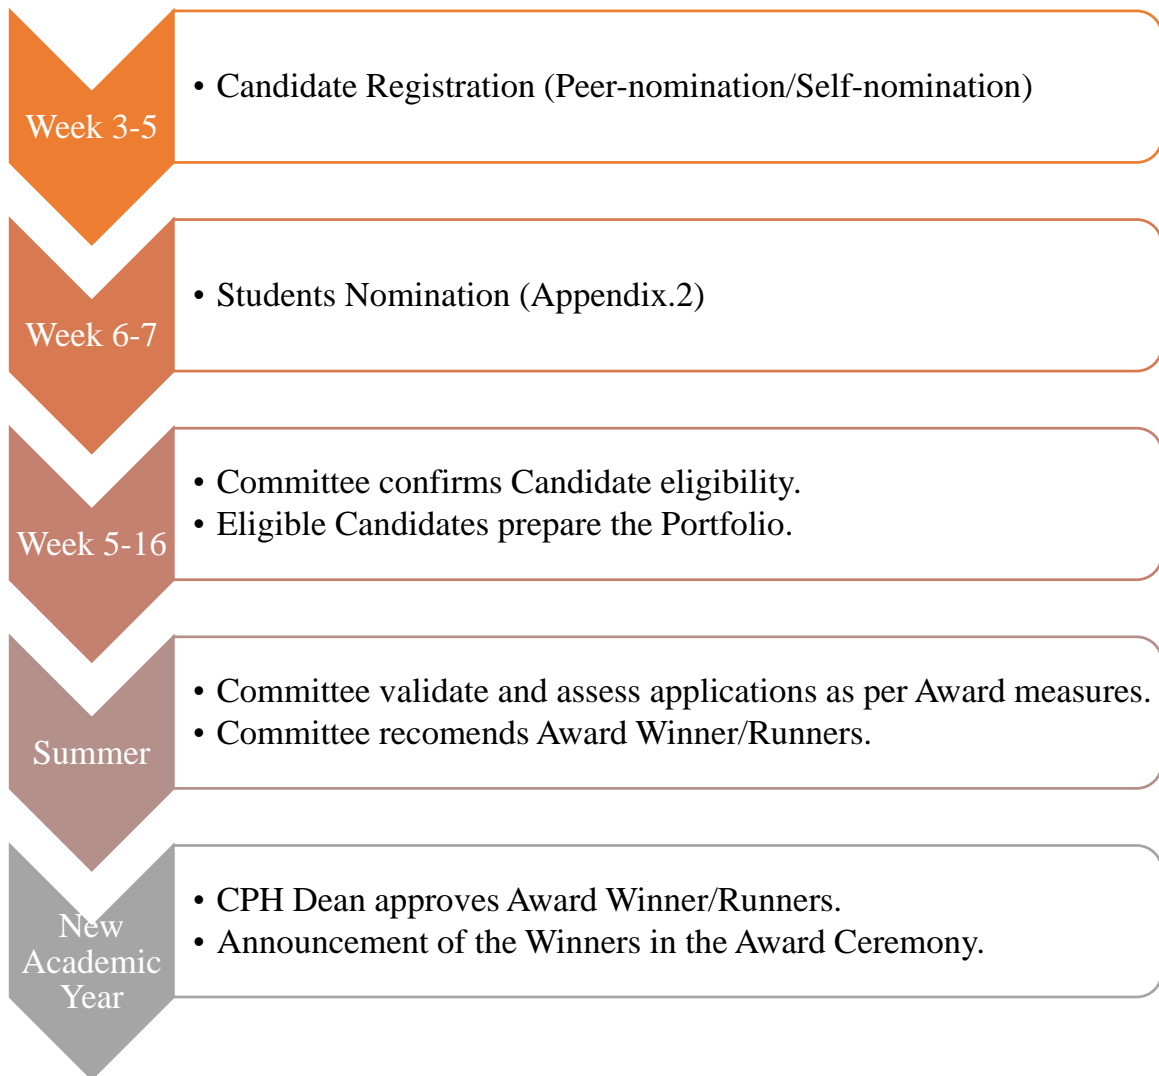 Week 3-5
• Candidate Registration (Peer-nomination/Self-nomination)
Week 6-7
• Students Nomination (Appendix.2)
Week 5-16
• Committee confirms Candidate eligibility.
• Eligible Candidates prepare the Portfolio.
Summer
• Committee validate and assess applications as per Award measures.
• Committee recomends Award Winner/Runners.
New
Academic
Year
• CPH Dean approves Award Winner/Runners.
• Announcement of the Winners in the Award Ceremony.